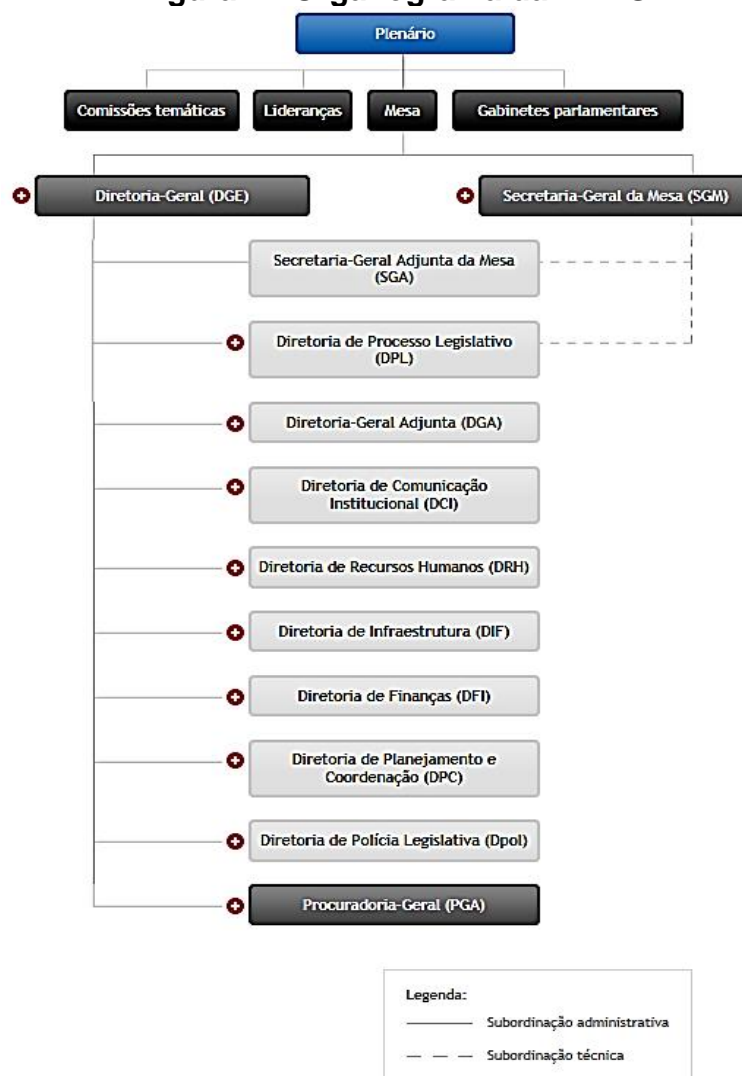 Plenário
Comissões temáticas
Lideranças
Mesa
Gabinetes parlamentares
Diretoria-Geral (DGE)
Secretaria-Geral da Mesa (SGM)
Secretaria-Geral Adjunta da Mesa
(SGA)
Diretoria de Processo Legislativo
(DPL)
Diretoria-Geral Adjunta (DGA)
Diretoria de Comunicação
Institucional (DCI)
Diretoria de Recursos Humanos (DRH)
Diretoria de Infraestrutura (DIF)
Diretoria de Finanças (DFI)
Diretoria de Planejamento e
Coordenação (DPC)
Diretoria de Polícia Legislativa (Dpol)
Procuradoria-Geral (PGA)
Legenda:
Subordinação administrativa
Subordinação técnica